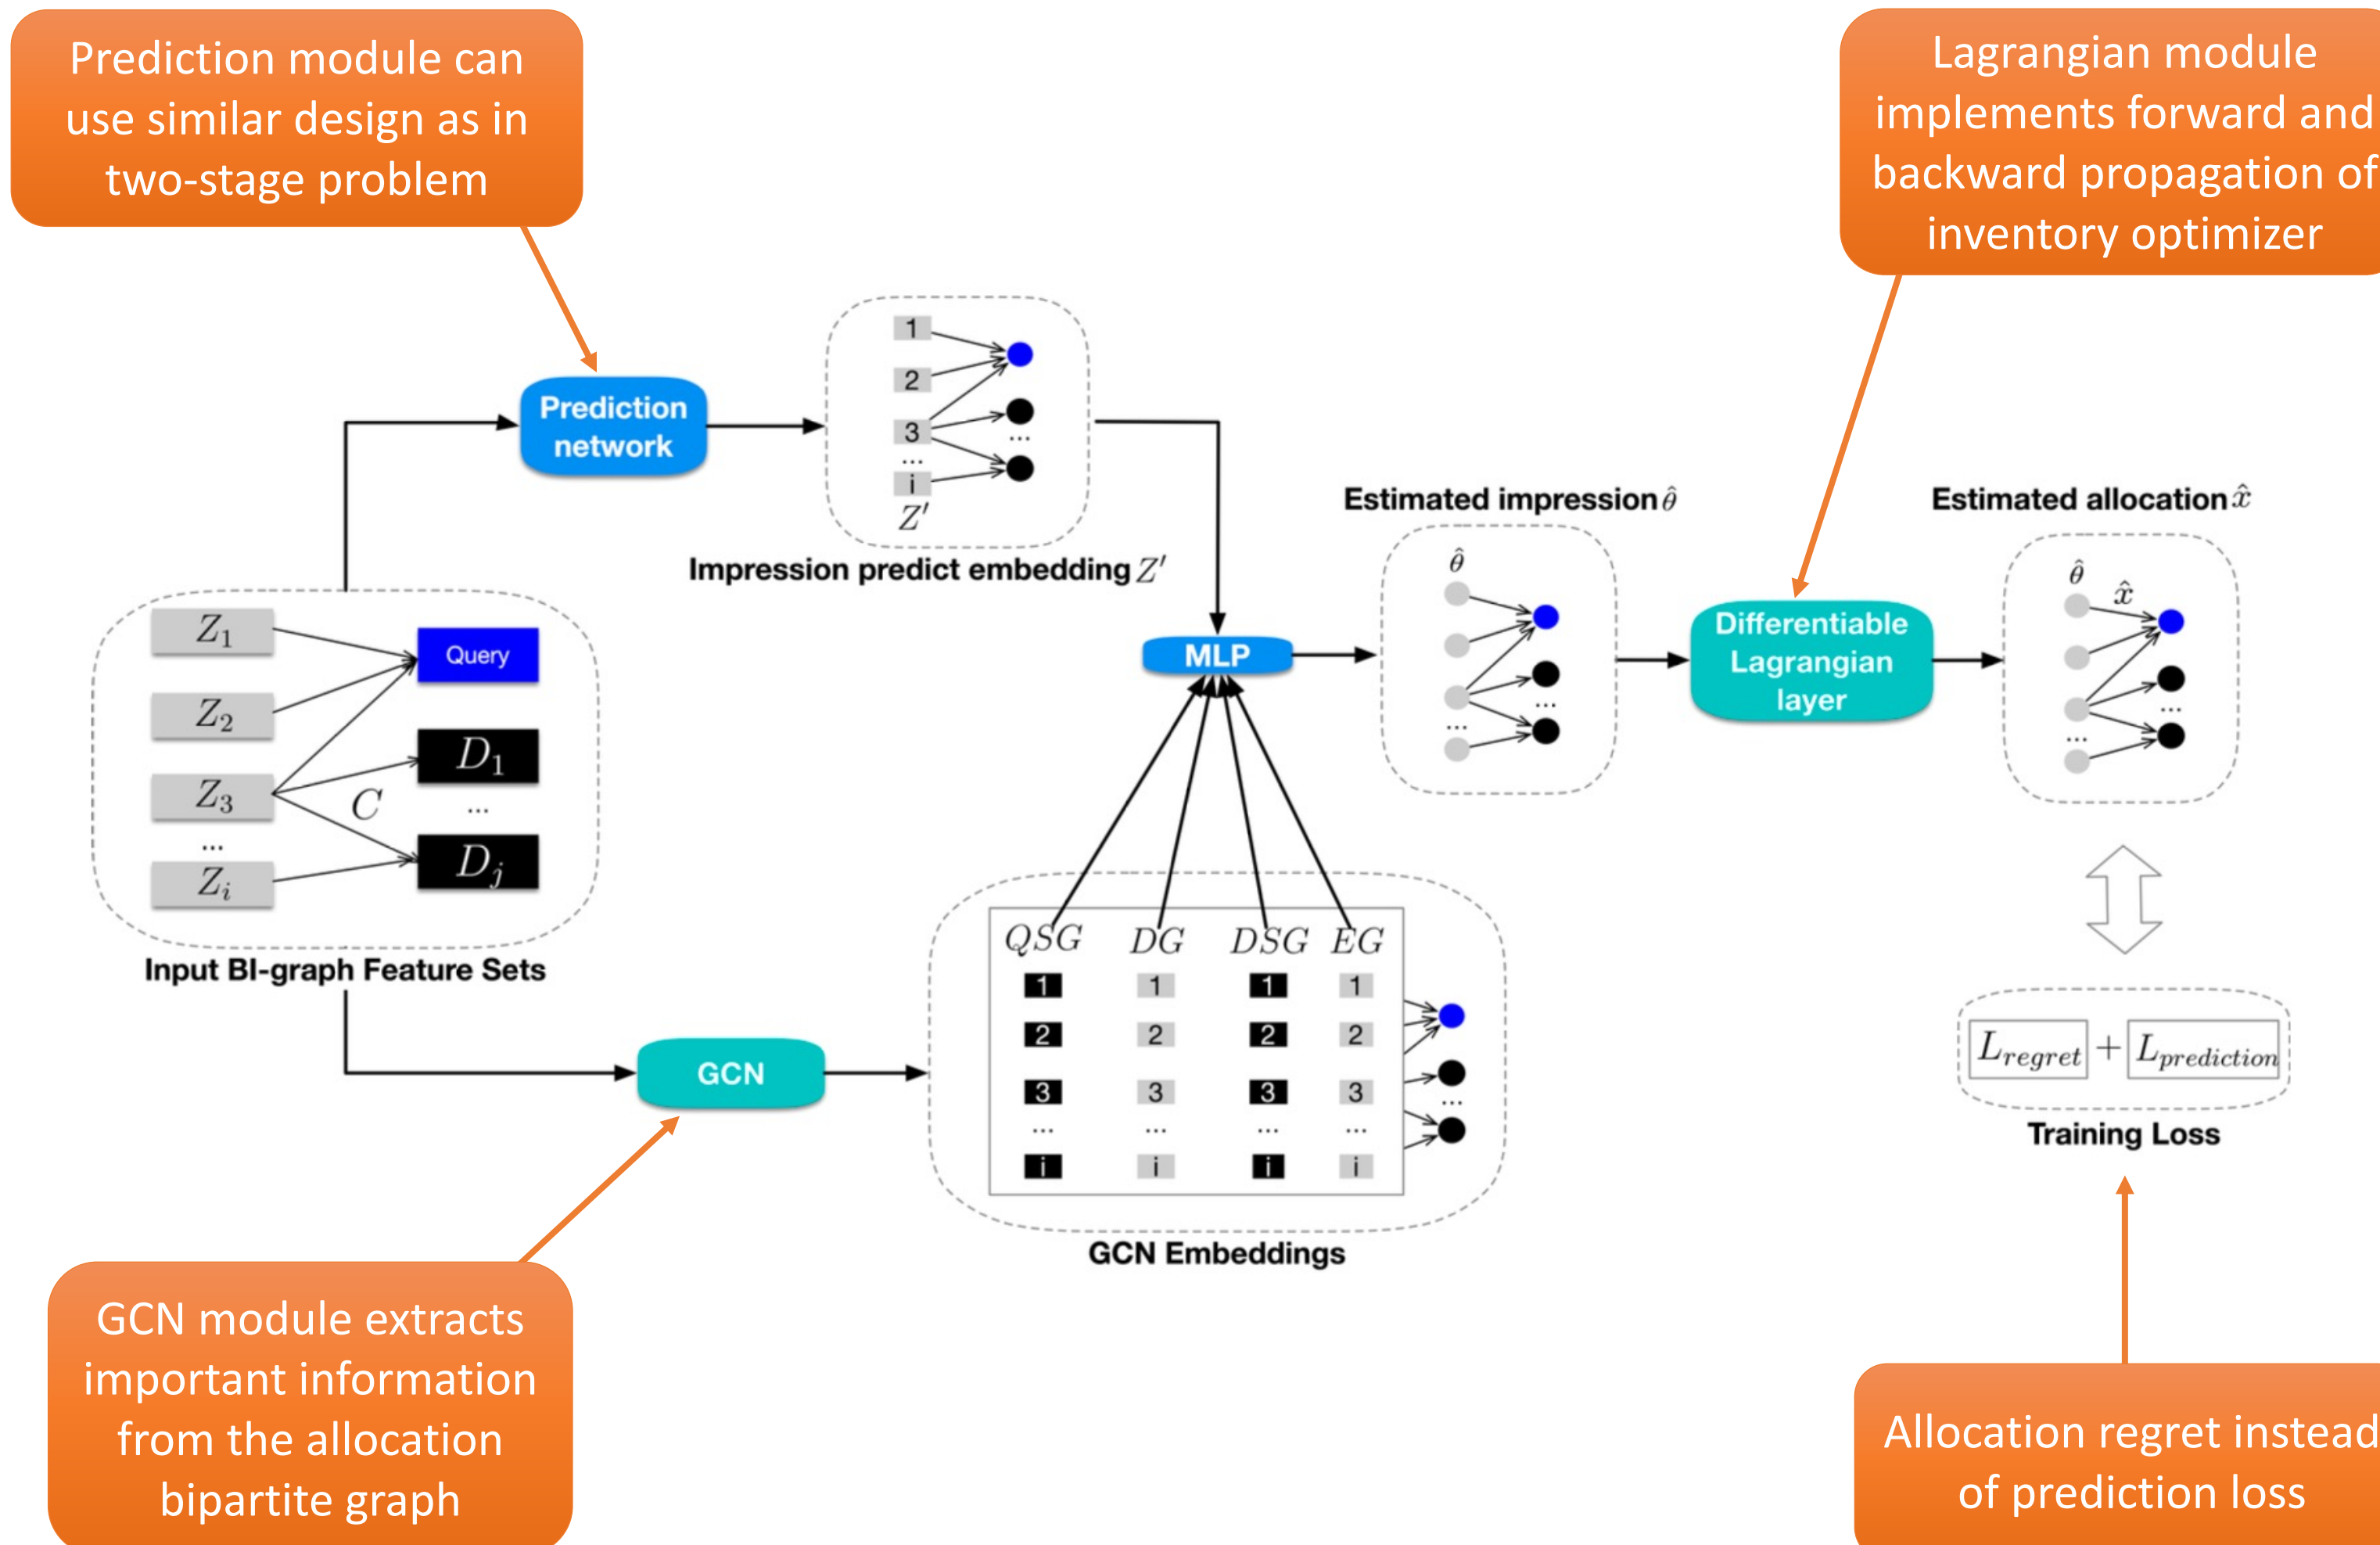 Prediction module can
use similar design as in
two-stage problem
Lagrangian module
implements forward and
backward propagation of
inventory optimizer
Prediction
network
1
2
3
...
i
Z′
...
Impression predict embedding Z′
Z₁
Z₂
Z₃
...
Zᵢ
C
Query
D₁
...
Dⱼ
Input BI-graph Feature Sets
MLP
Estimated impression θ̂
θ̂
...
...
Differentiable
Lagrangian
layer
Estimated allocation x̂
θ̂
x̂
...
...
GCN
QSG DG DSG EG
1 1 1 1
2 2 2 2
3 3 3 3
... ... ... ...
i i i i
...
GCN Embeddings
L_regret + L_prediction
Training Loss
GCN module extracts
important information
from the allocation
bipartite graph
Allocation regret instead
of prediction loss